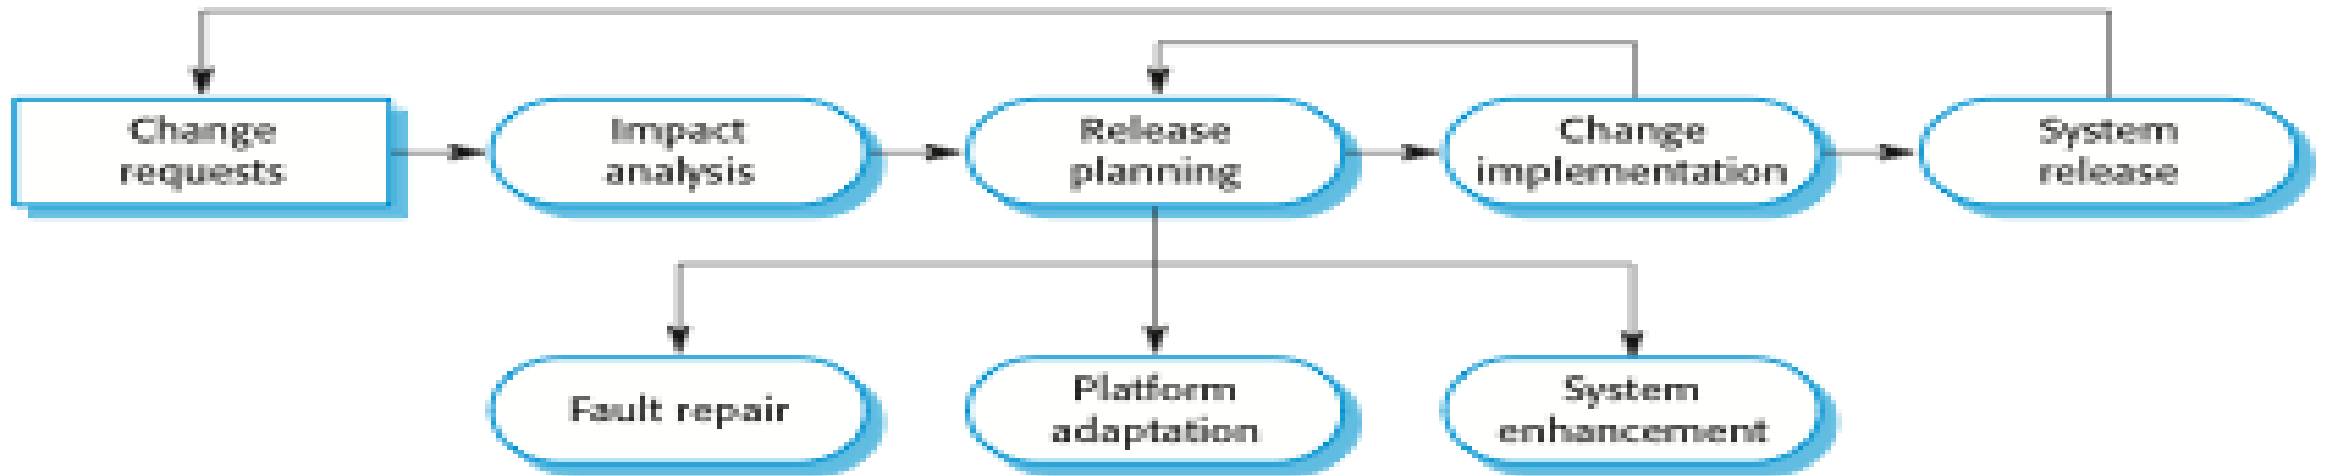 Change
requests
Impact
analysis
Release
planning
Change
implementation
System
release
Fault repair
Platform
adaptation
System
enhancement